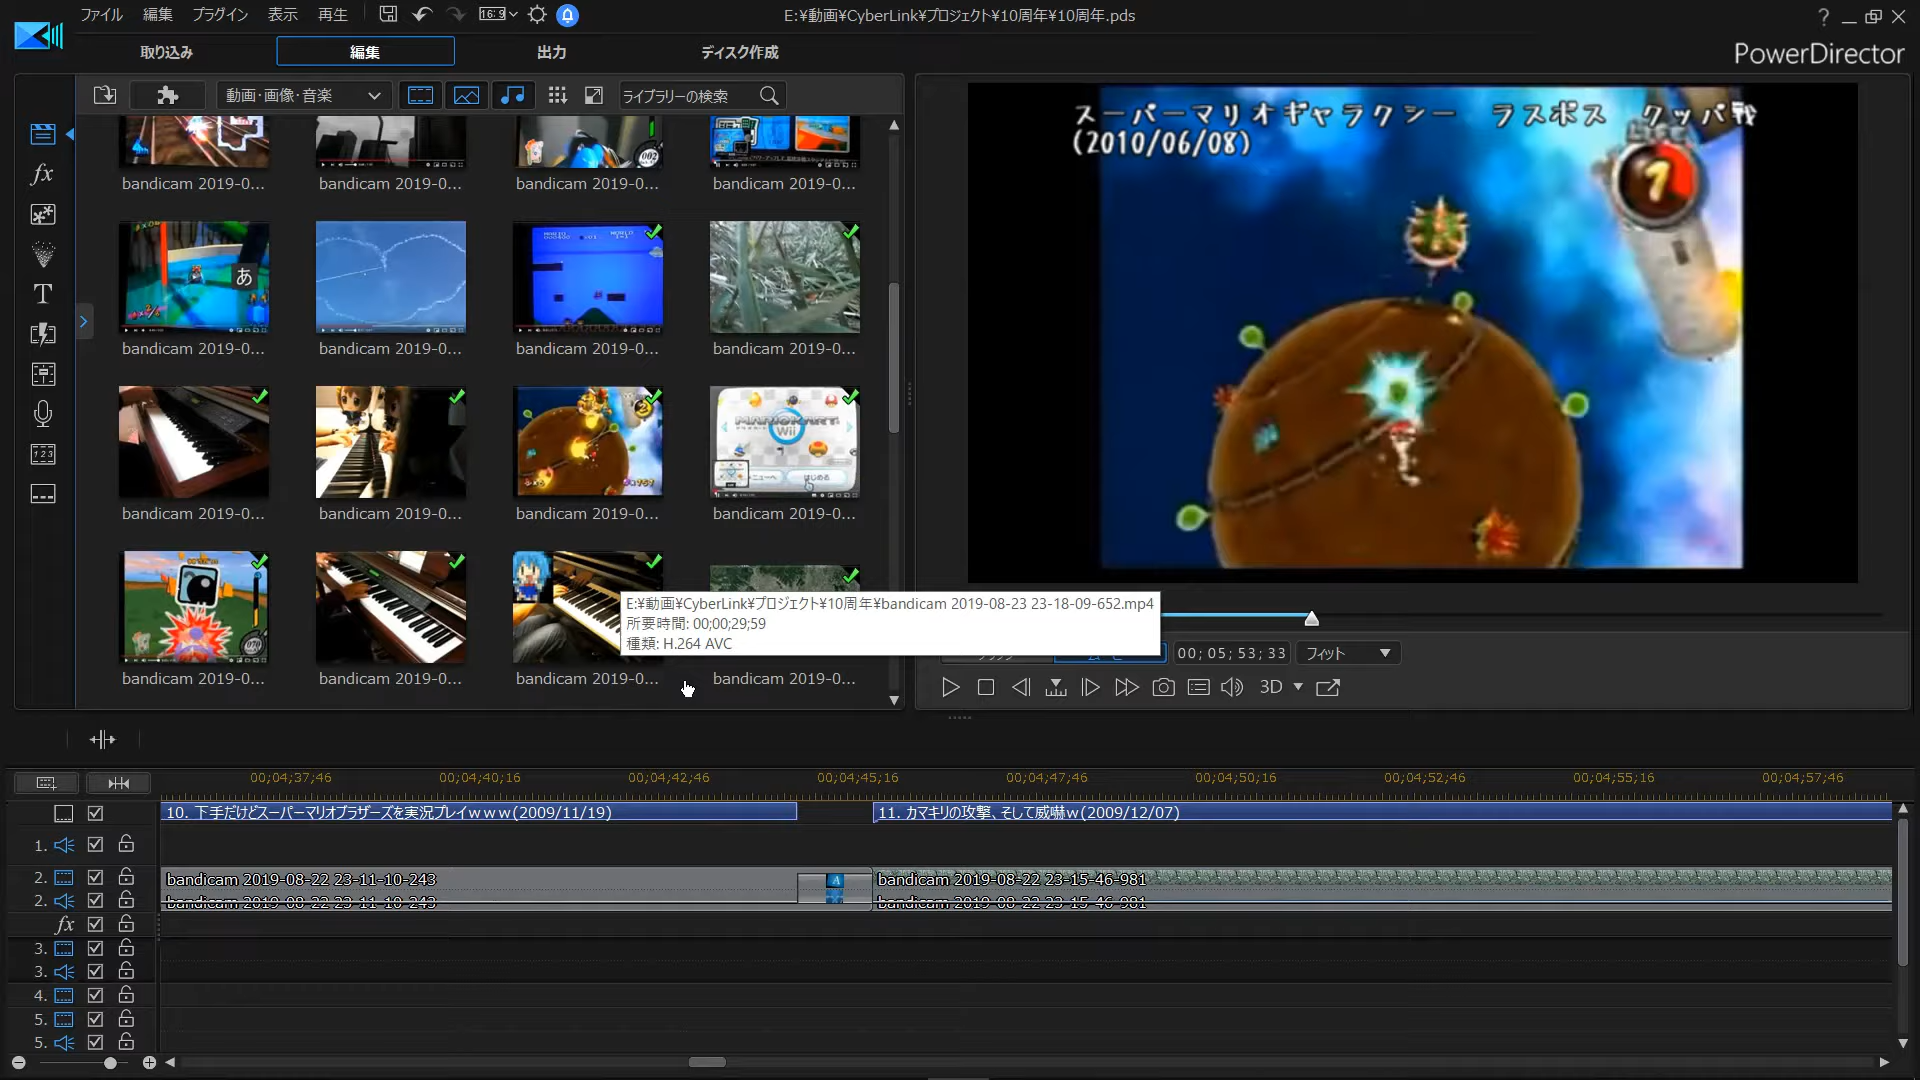 ファイル 編集 プラグイン 表示 再生 16:9
E:¥動画¥CyberLink¥プロジェクト¥10周年¥10周年.pds
?
取り込み 編集 出力 ディスク作成
PowerDirector
動画・画像・音楽 ライブラリーの検索
bandicam 2019-0... bandicam 2019-0... bandicam 2019-0... bandicam 2019-0...
あ
bandicam 2019-0... bandicam 2019-0... bandicam 2019-0... bandicam 2019-0...
MARIOKART
Wii
はじめる
bandicam 2019-0... bandicam 2019-0... bandicam 2019-0... bandicam 2019-0...
bandicam 2019-0... bandicam 2019-0... bandicam 2019-0... bandicam 2019-0...
E:¥動画¥CyberLink¥プロジェクト¥10周年¥bandicam 2019-08-23 23-18-09-652.mp4
所要時間: 00;00;29;59
種類: H.264 AVC
スーパーマリオギャラクシー ラスボス クッパ戦
(2010/06/08)
1
00; 05; 53; 33 フィット
3D
fx
T
00;04;37;46 00;04;40;16 00;04;42;46 00;04;45;16 00;04;47;46 00;04;50;16 00;04;52;46 00;04;55;16 00;04;57;46
10. 下手だけどスーパーマリオブラザーズを実況プレイｗｗｗ(2009/11/19) 11. カマキリの攻撃、そして威嚇ｗ(2009/12/07)
1.
2. bandicam 2019-08-22 23-11-10-243 A bandicam 2019-08-22 23-15-46-981
2. bandicam 2019-08-22 23-11-10-243 bandicam 2019-08-22 23-15-46-981
fx
3.
3.
4.
5.
5.